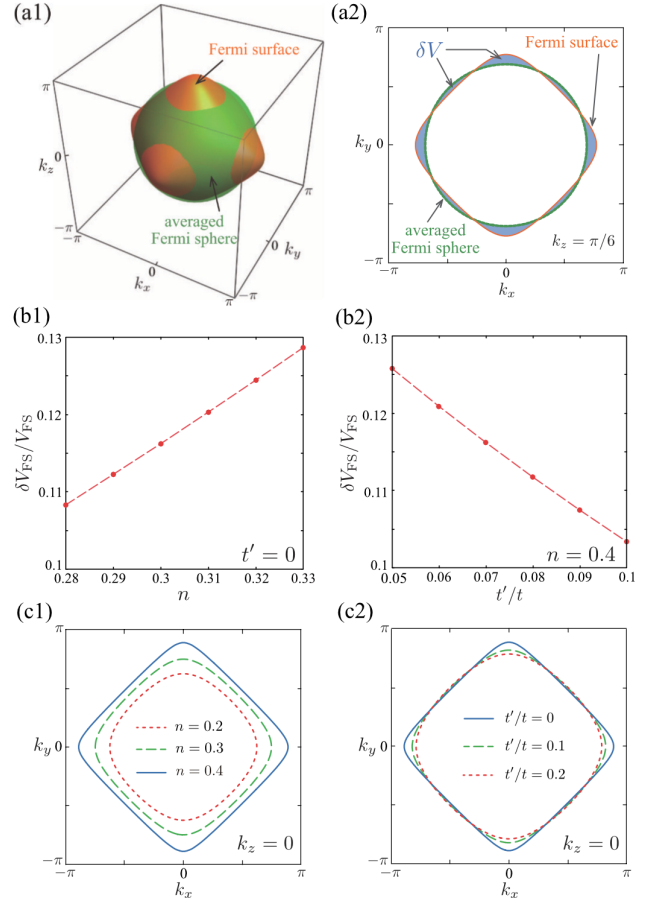 (a1)
Fermi surface
π
k_z 0
−π
−π
0
k_x
π
−π
0
k_y
π
averaged
Fermi sphere
(a2)
δV
Fermi surface
π
k_y 0
−π
averaged
Fermi sphere
k_z = π/6
−π 0 π
k_x
(b1)
0.13
0.12
0.11
0.1
δV_FS/V_FS
t′ = 0
0.28 0.29 0.3 0.31 0.32 0.33
n
(b2)
0.13
0.12
0.11
0.1
δV_FS/V_FS
n = 0.4
0.05 0.06 0.07 0.08 0.09 0.1
t′/t
(c1)
π
k_y 0
−π
n = 0.2
n = 0.3
n = 0.4
k_z = 0
−π 0 π
k_x
(c2)
π
k_y 0
−π
t′/t = 0
t′/t = 0.1
t′/t = 0.2
k_z = 0
−π 0 π
k_x